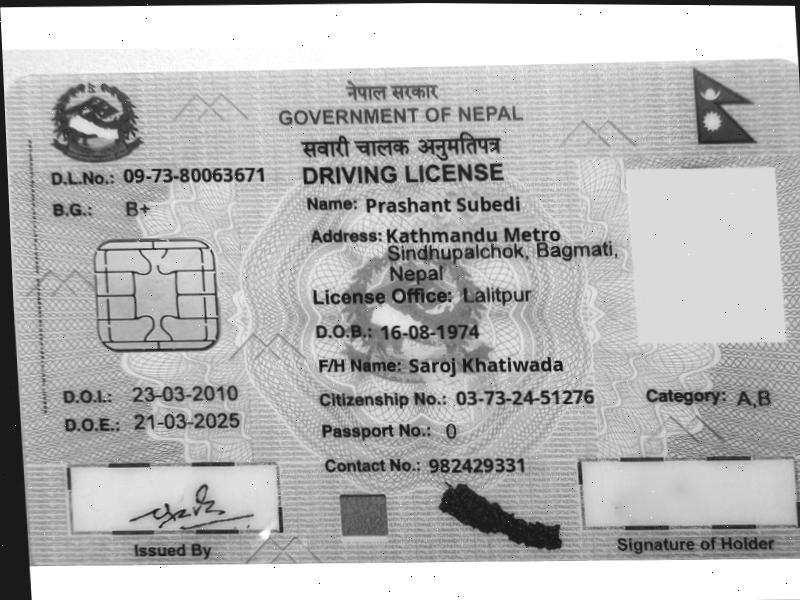 नेपाल सरकार
GOVERNMENT OF NEPAL
सवारी चालक अनुमतिपत्र
DRIVING LICENSE
D.L.No.: 09-73-80063671
B.G.: B+
Name: Prashant Subedi
Address: Kathmandu Metro
Sindhupalchok, Bagmati,
Nepal
License Office: Lalitpur
D.O.B.: 16-08-1974
F/H Name: Saroj Khatiwada
D.O.I.: 23-03-2010
Citizenship No.: 03-73-24-51276
Category: A,B
D.O.E.: 21-03-2025
Passport No.: 0
Contact No.: 982429331
Issued By
Signature of Holder